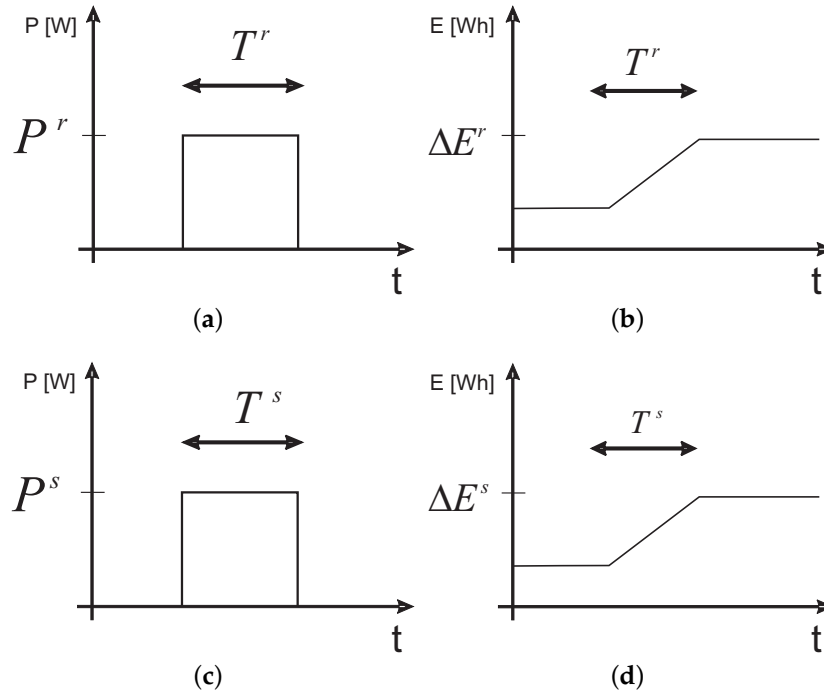 P [W]
T^r
P^r
t
(a)
E [Wh]
T^r
ΔE^r
t
(b)
P [W]
T^s
P^s
t
(c)
E [Wh]
T^s
ΔE^s
t
(d)